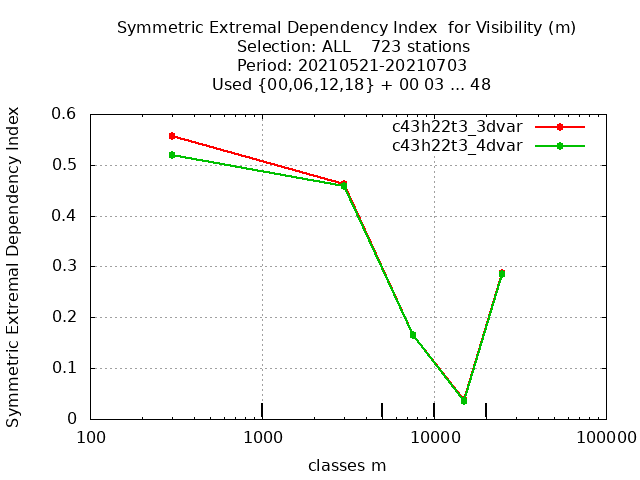 Symmetric Extremal Dependency Index  for Visibility (m)
Selection: ALL    723 stations
Period: 20210521-20210703
Used {00,06,12,18} + 00 03 ... 48
c43h22t3_3dvar
c43h22t3_4dvar
Symmetric Extremal Dependency Index
0.6
0.5
0.4
0.3
0.2
0.1
0
100
1000
10000
100000
classes m